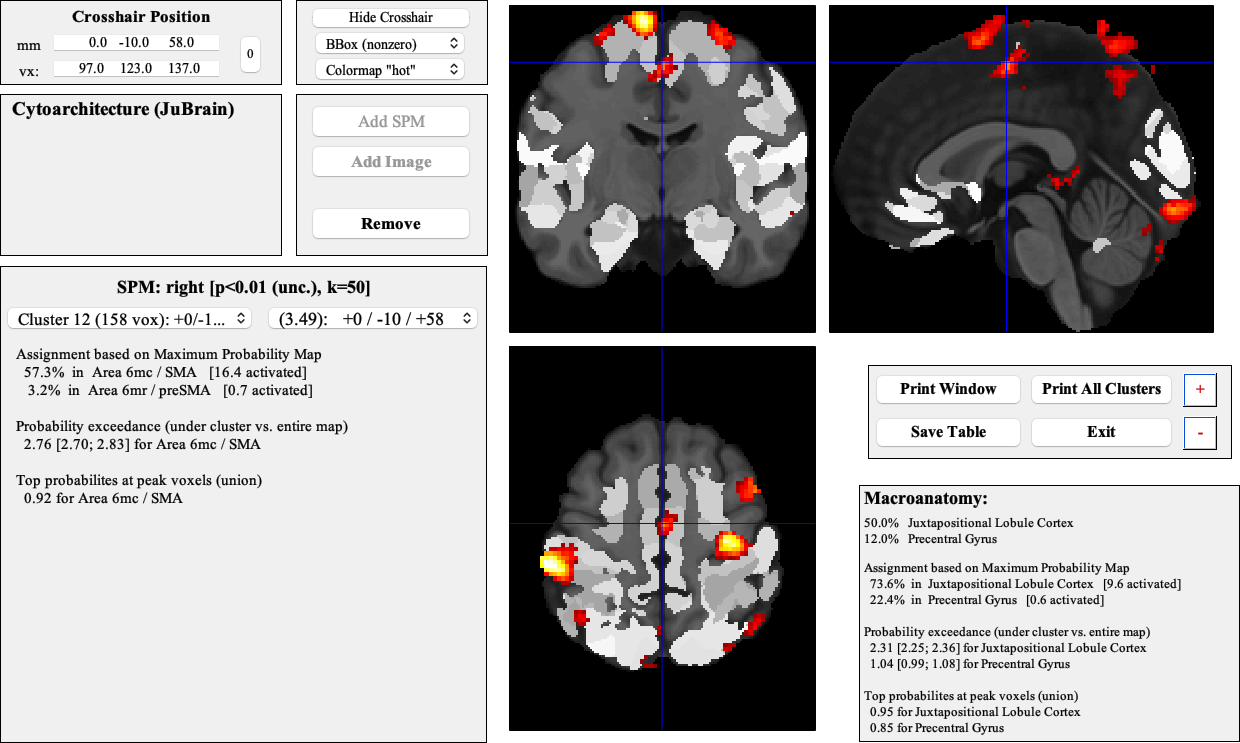 Crosshair Position
mm 0.0 -10.0 58.0
vx: 97.0 123.0 137.0
0
Hide Crosshair
BBox (nonzero)
Colormap "hot"
Cytoarchitecture (JuBrain)
Add SPM
Add Image
Remove
SPM: right [p<0.01 (unc.), k=50]
Cluster 12 (158 vox): +0/-1... (3.49): +0 / -10 / +58
Assignment based on Maximum Probability Map
57.3% in Area 6mc / SMA [16.4 activated]
3.2% in Area 6mr / preSMA [0.7 activated]
Probability exceedance (under cluster vs. entire map)
2.76 [2.70; 2.83] for Area 6mc / SMA
Top probabilites at peak voxels (union)
0.92 for Area 6mc / SMA
Print Window Print All Clusters +
Save Table Exit -
Macroanatomy:
50.0% Juxtapositional Lobule Cortex
12.0% Precentral Gyrus
Assignment based on Maximum Probability Map
73.6% in Juxtapositional Lobule Cortex [9.6 activated]
22.4% in Precentral Gyrus [0.6 activated]
Probability exceedance (under cluster vs. entire map)
2.31 [2.25; 2.36] for Juxtapositional Lobule Cortex
1.04 [0.99; 1.08] for Precentral Gyrus
Top probabilites at peak voxels (union)
0.95 for Juxtapositional Lobule Cortex
0.85 for Precentral Gyrus